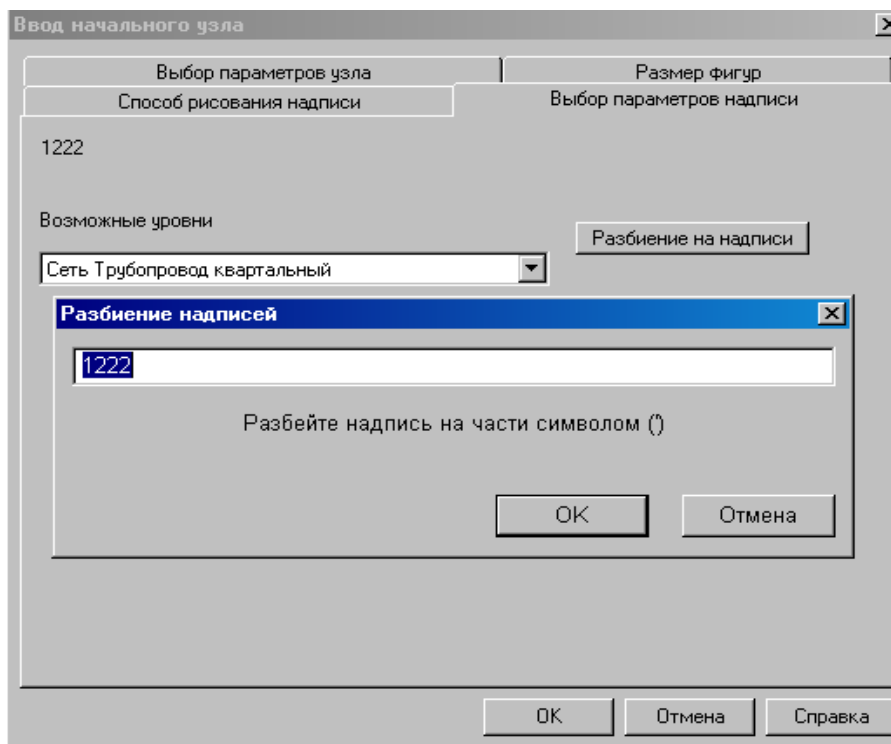 Ввод начального узла
Выбор параметров узла
Размер фигур
Способ рисования надписи
Выбор параметров надписи
1222
Возможные уровни
Разбиение на надписи
Сеть Трубопровод квартальный
Разбиение надписей
1222
Разбейте надпись на части символом (')
OK
Отмена
OK
Отмена
Справка